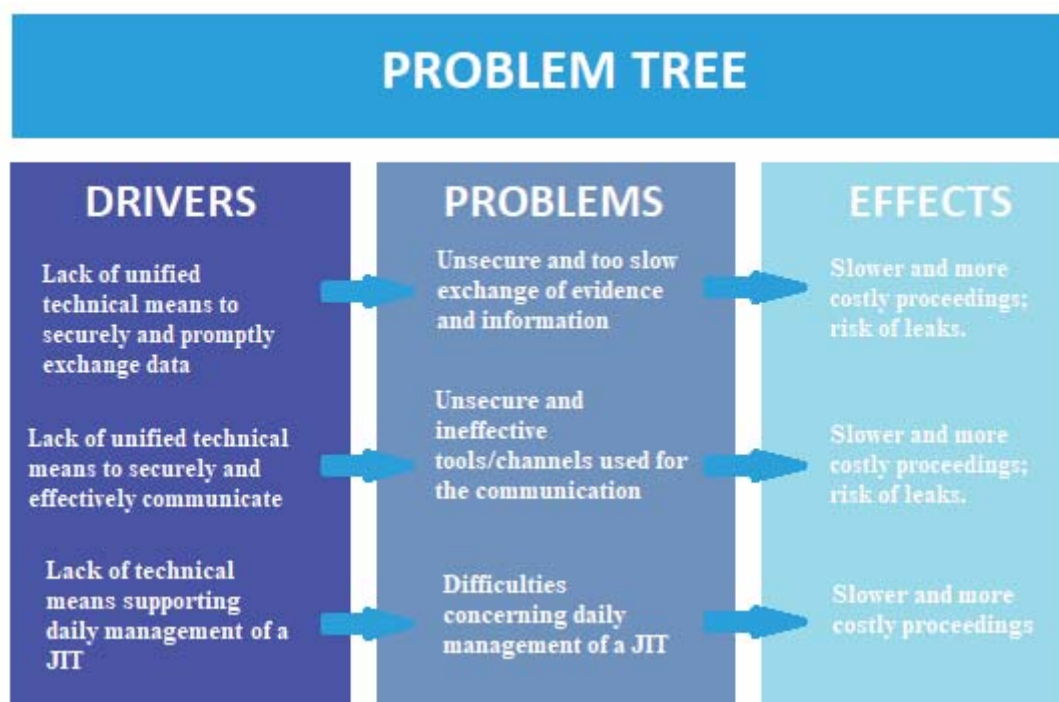 PROBLEM TREE
DRIVERS
Lack of unified
technical means to
securely and promptly
exchange data
Lack of unified technical
means to securely and
effectively communicate
Lack of technical
means supporting
daily management of a
JIT
PROBLEMS
Unsecure and too slow
exchange of evidence
and information
Unsecure and
ineffective
tools/channels used for
the communication
Difficulties
concerning daily
management of a JIT
EFFECTS
Slower and more
costly proceedings;
risk of leaks.
Slower and more
costly proceedings;
risk of leaks.
Slower and more
costly proceedings